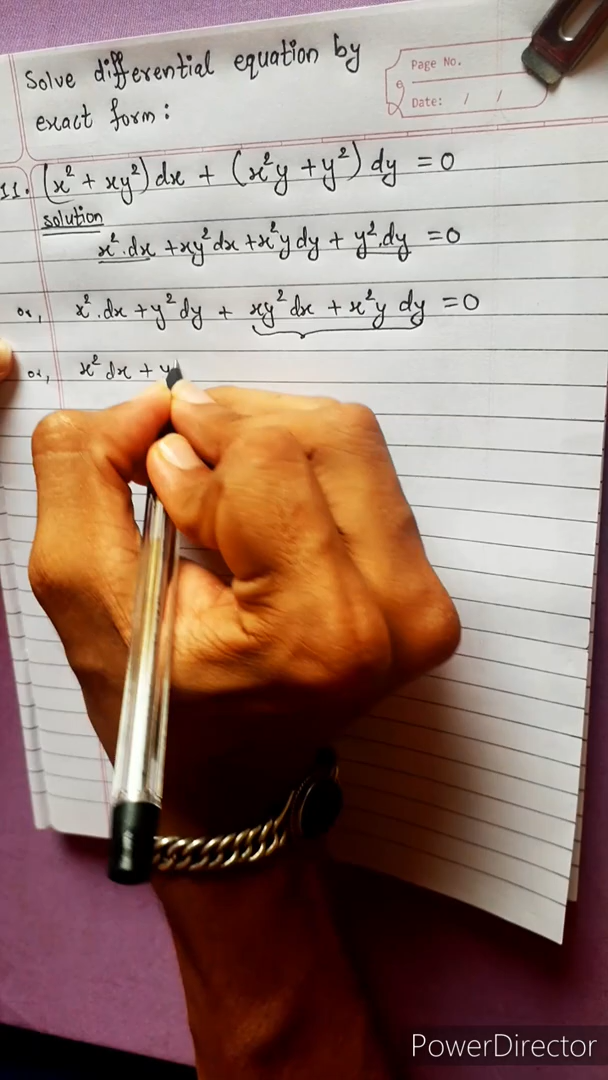 Solve differential equation by
exact form:
Page No.
Date: / /
11. (x² + xy²) dx + (x²y + y²) dy = 0
solution
x².dx + xy²dx + x²y dy + y².dy = 0
or, x².dx + y²dy + xy²dx + x²y dy = 0
or, x² dx + y
PowerDirector